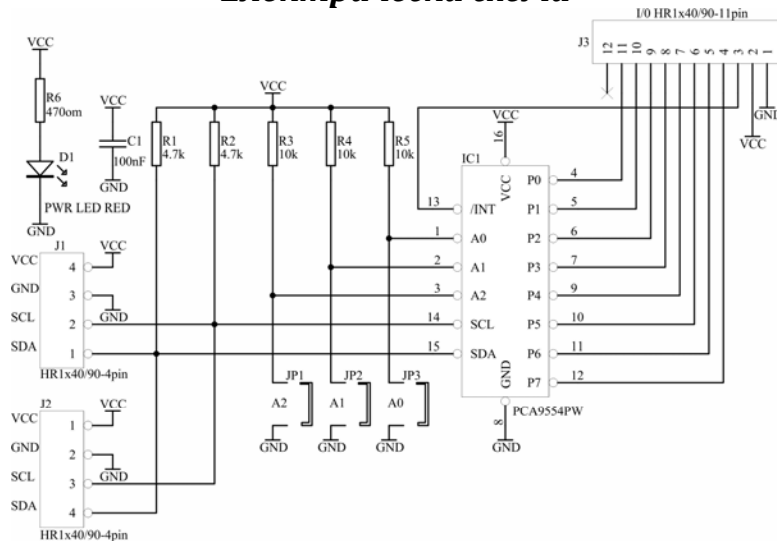 I/0 HR1x40/90-11pin
J3
12 11 10 9 8 7 6 5 4 3 2 1
GND
VCC
VCC
R6
470om
D1
PWR LED RED
GND
VCC
C1
100nF
GND
VCC
R1
4.7k
R2
4.7k
R3
10k
R4
10k
R5
10k
VCC
16
IC1
VCC
13 /INT
1 A0
2 A1
3 A2
14 SCL
15 SDA
P0 4
P1 5
P2 6
P3 7
P4 9
P5 10
P6 11
P7 12
GND
8
PCA9554PW
GND
J1
VCC 4 VCC
GND 3 GND
SCL 2
SDA 1
HR1x40/90-4pin
JP1
A2
GND
JP2
A1
GND
JP3
A0
GND
J2
VCC 1 VCC
GND 2 GND
SCL 3
SDA 4
HR1x40/90-4pin